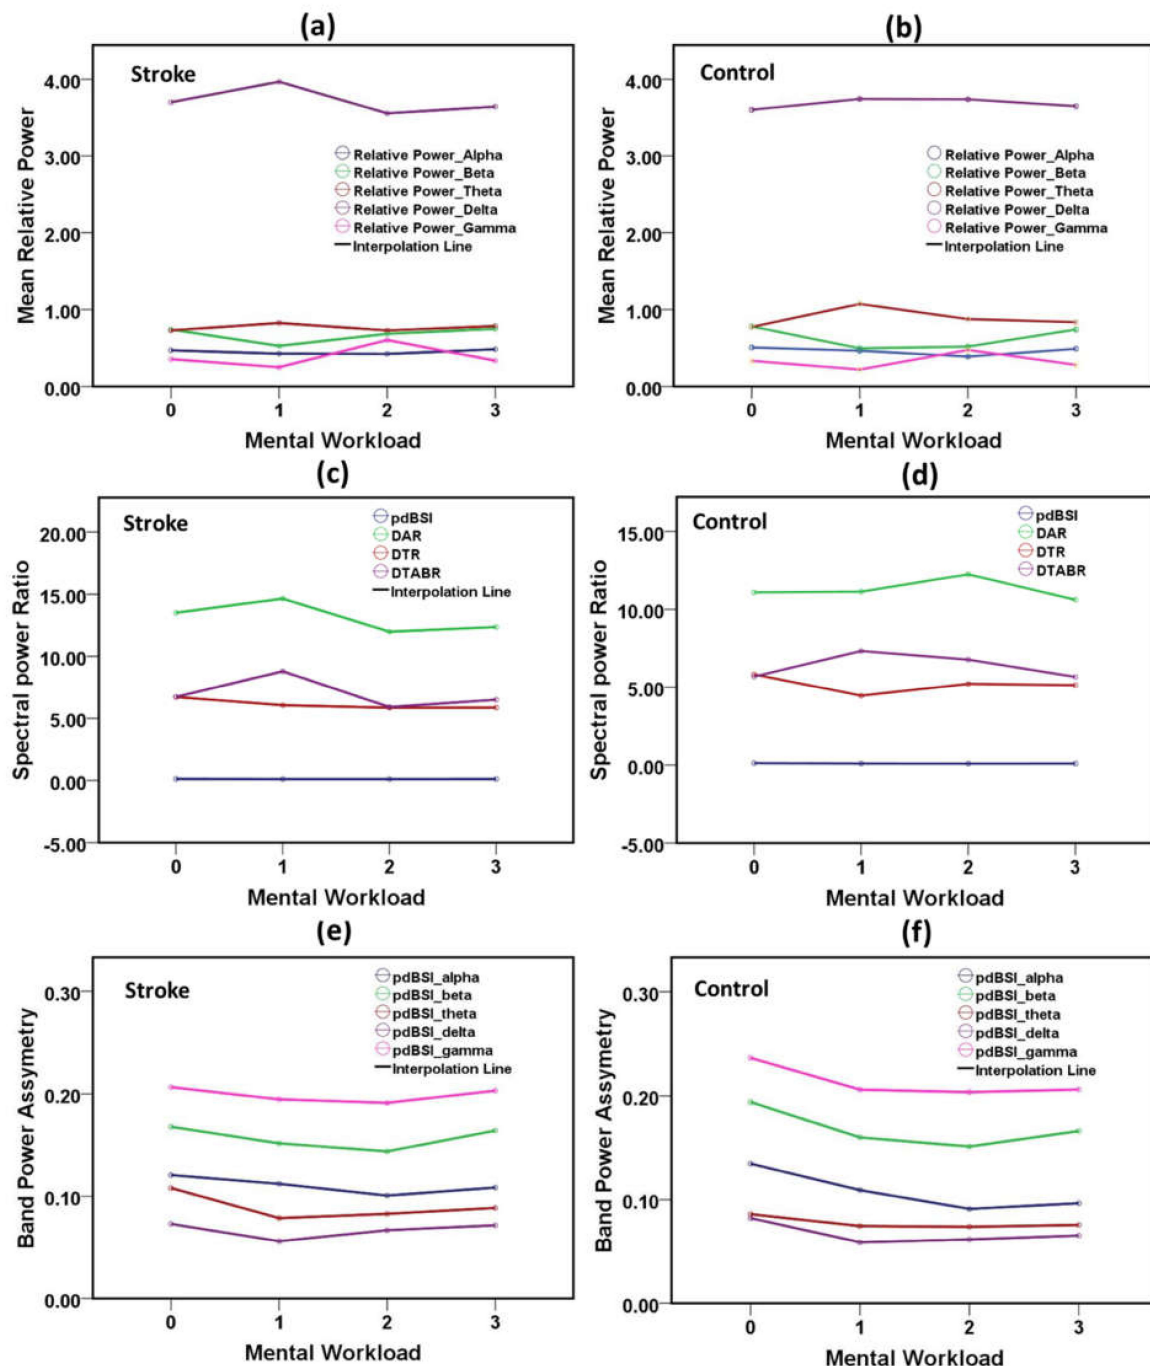 (a)
Stroke
4.00
3.00
2.00
1.00
0.00
Mean Relative Power
Relative Power_Alpha
Relative Power_Beta
Relative Power_Theta
Relative Power_Delta
Relative Power_Gamma
Interpolation Line
0 1 2 3
Mental Workload
(b)
Control
4.00
3.00
2.00
1.00
0.00
Mean Relative Power
Relative Power_Alpha
Relative Power_Beta
Relative Power_Theta
Relative Power_Delta
Relative Power_Gamma
Interpolation Line
0 1 2 3
Mental Workload
(c)
Stroke
20.00
15.00
10.00
5.00
0.00
-5.00
Spectral power Ratio
pdBSI
DAR
DTR
DTABR
Interpolation Line
0 1 2 3
Mental Workload
(d)
Control
15.00
10.00
5.00
0.00
-5.00
Spectral power Ratio
pdBSI
DAR
DTR
DTABR
0 1 2 3
Mental Workload
(e)
Stroke
0.30
0.20
0.10
0.00
Band Power Assymetry
pdBSI_alpha
pdBSI_beta
pdBSI_theta
pdBSI_delta
pdBSI_gamma
Interpolation Line
0 1 2 3
Mental Workload
(f)
Control
0.30
0.20
0.10
0.00
Band Power Assymetry
pdBSI_alpha
pdBSI_beta
pdBSI_theta
pdBSI_delta
pdBSI_gamma
Interpolation Line
0 1 2 3
Mental Workload